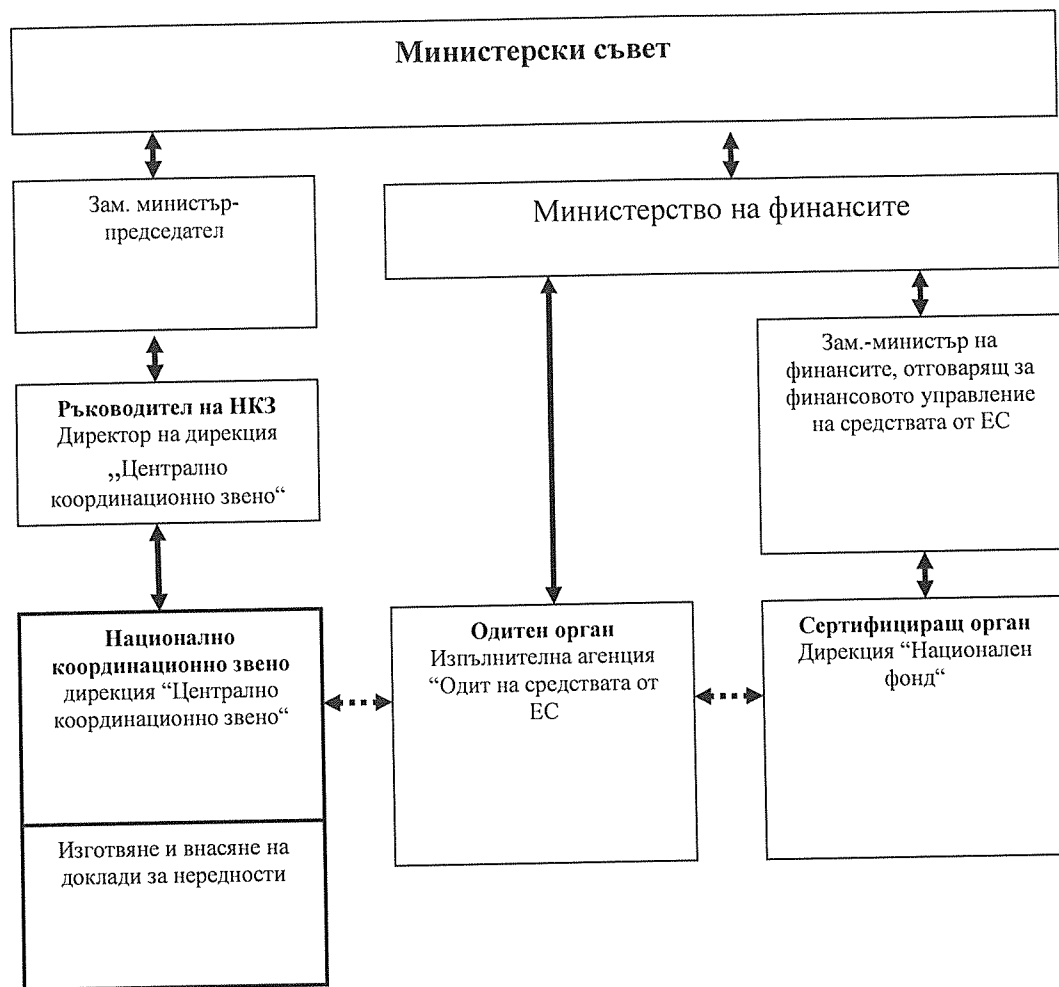 Министерски съвет
Зам. министър-
председател
Министерство на финансите
Зам.-министър на
финансите, отговарящ за
финансовото управление
на средствата от ЕС
Ръководител на НКЗ
Директор на дирекция
„Централно
координационно звено“
Национално
координационно звено
дирекция “Централно
координационно звено“
Одитен орган
Изпълнителна агенция
“Одит на средствата от
ЕС
Сертифициращ орган
Дирекция “Национален
фонд“
Изготвяне и внасяне на
доклади за нередности